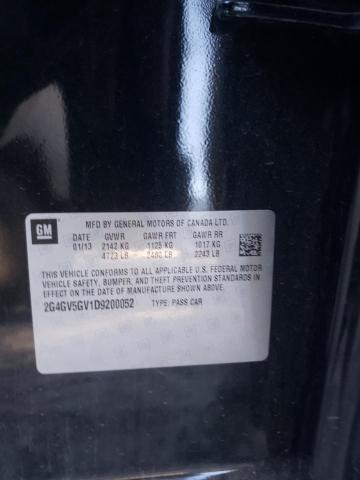 GM
MFD BY GENERAL MOTORS OF CANADA LTD.
DATE GVWR GAWR FRT GAWR RR
01/13 2142 KG 1125 KG 1017 KG
4723 LB 2480 LB 2243 LB
THIS VEHICLE CONFORMS TO ALL APPLICABLE U.S. FEDERAL MOTOR
VEHICLE SAFETY, BUMPER, AND THEFT PREVENTION STANDARDS
IN EFFECT ON THE DATE OF MANUFACTURE SHOWN ABOVE.
2G4GV5GV1D9200052 TYPE: PASS CAR